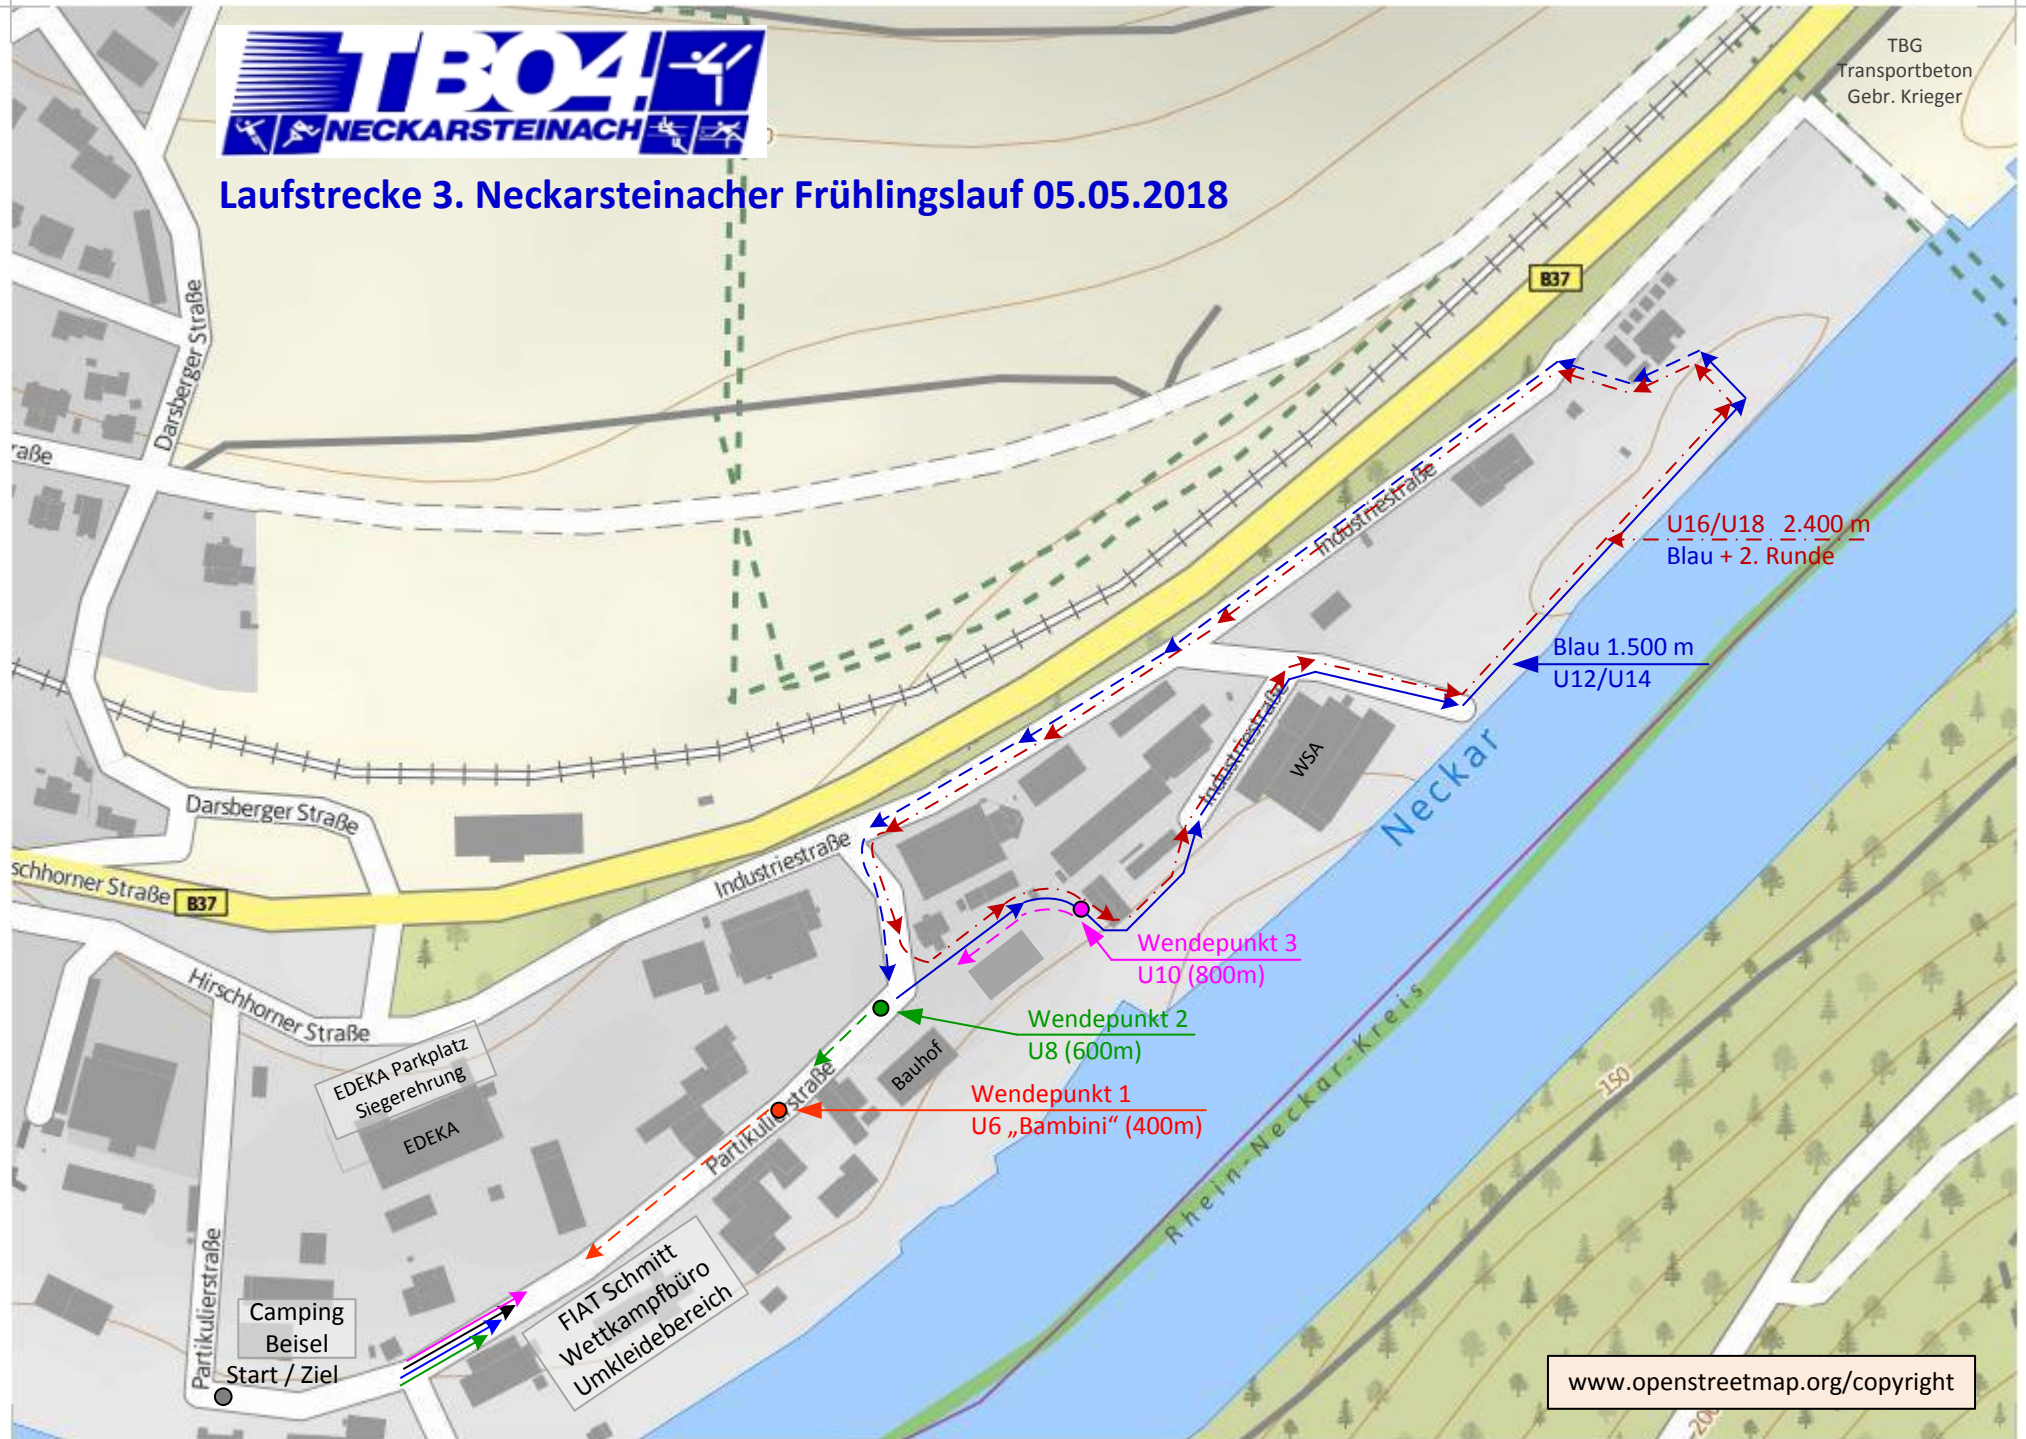 TBO4!
NECKARSTEINACH
TBG
Transportbeton
Gebr. Krieger
Laufstrecke 3. Neckarsteinacher Frühlingslauf 05.05.2018
B37
Darsberger Straße
raße
Industriestraße
U16/U18 2.400 m
Blau + 2. Runde
Blau 1.500 m
U12/U14
Industriestraße
WSA
Neckar
Darsberger Straße
Industriestraße
schhorner Straße
B37
Wendepunkt 3
U10 (800m)
Hirschhorner Straße
Wendepunkt 2
U8 (600m)
Rhein-Neckar-Kreis
EDEKA Parkplatz
Siegerehrung
EDEKA
Bauhof
Partikulierstraße
Wendepunkt 1
U6 „Bambini“ (400m)
150
Partikulierstraße
FIAT Schmitt
Wettkampfbüro
Umkleidebereich
Camping
Beisel
Start / Ziel
www.openstreetmap.org/copyright
200